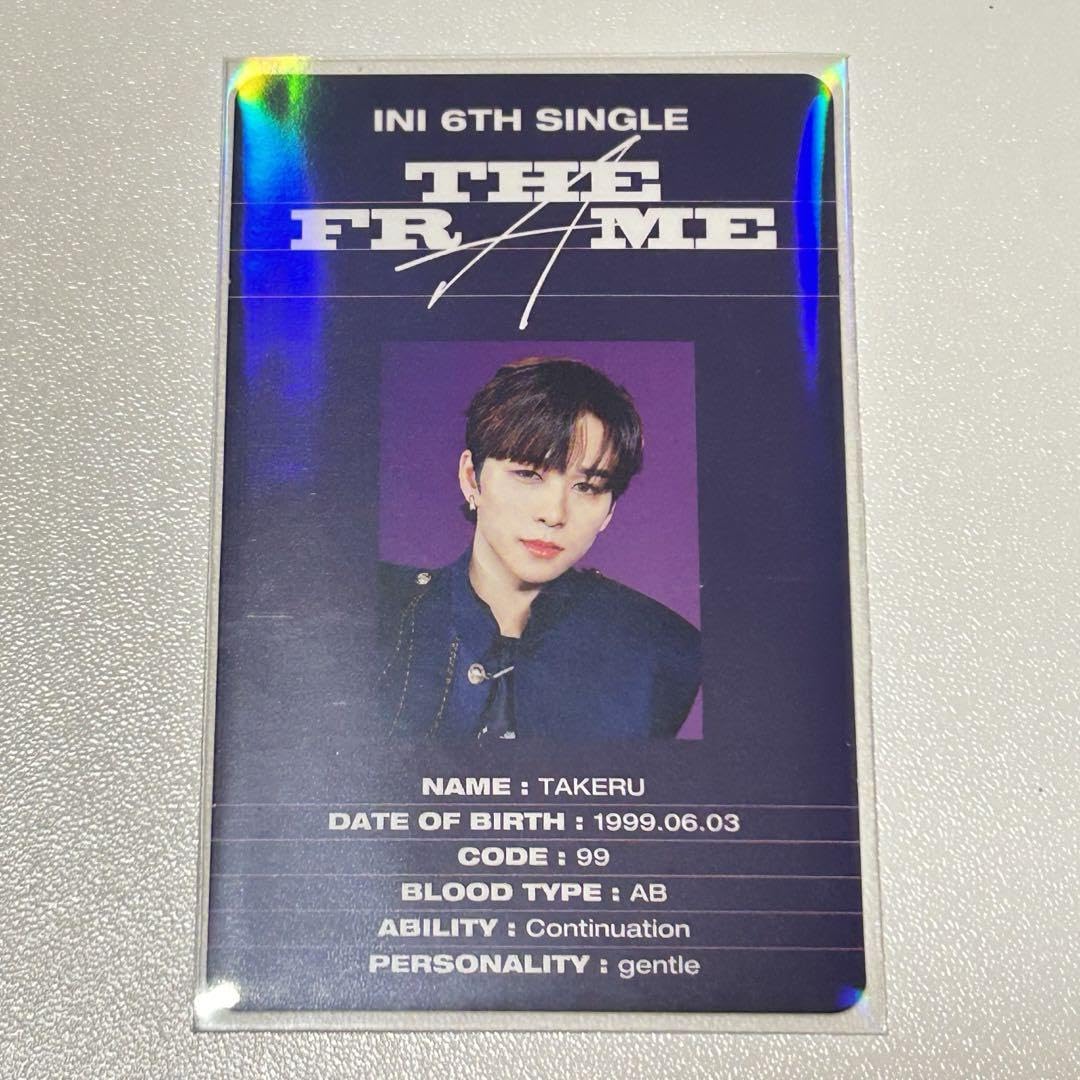 INI 6TH SINGLE
THE
FRAME
NAME : TAKERU
DATE OF BIRTH : 1999.06.03
CODE : 99
BLOOD TYPE : AB
ABILITY : Continuation
PERSONALITY : gentle